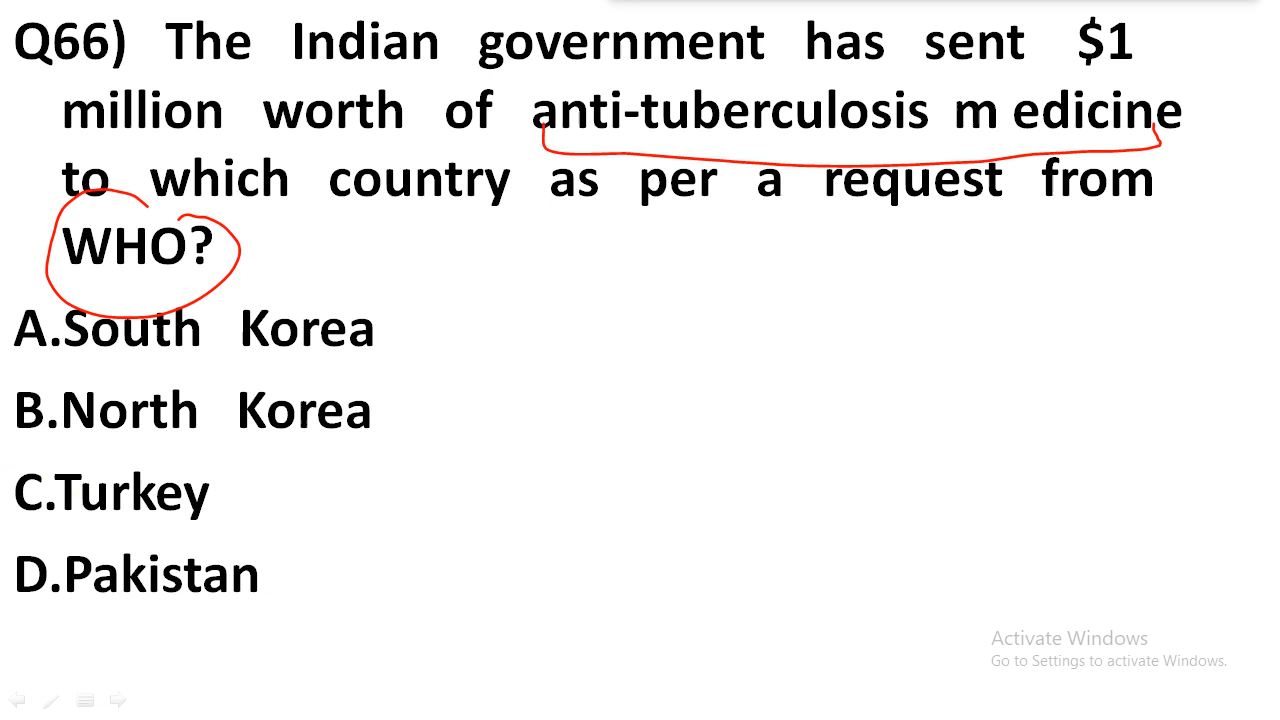 Q66) The Indian government has sent $1
million worth of anti-tuberculosis m edicine
to which country as per a request from
WHO?
A.South Korea
B.North Korea
C.Turkey
D.Pakistan
Activate Windows
Go to Settings to activate Windows.